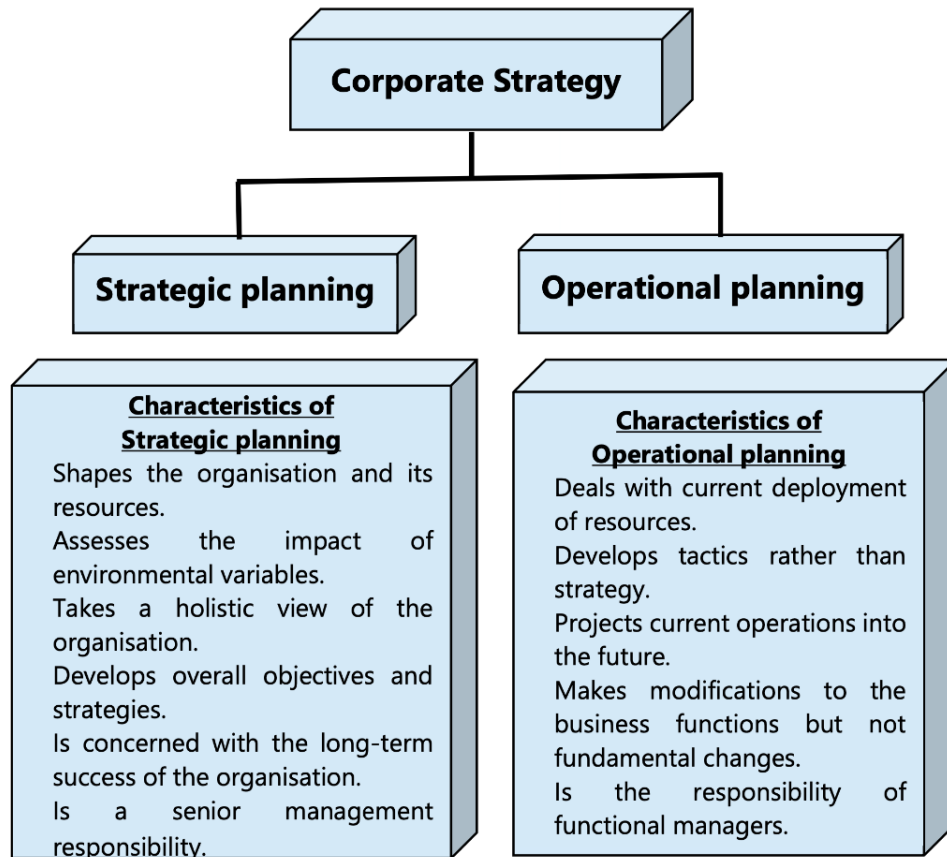 Corporate Strategy
Strategic planning
Operational planning
Characteristics of
Strategic planning
Shapes the organisation and its
resources.
Assesses the impact of
environmental variables.
Takes a holistic view of the
organisation.
Develops overall objectives and
strategies.
Is concerned with the long-term
success of the organisation.
Is a senior management
responsibility.
Characteristics of
Operational planning
Deals with current deployment
of resources.
Develops tactics rather than
strategy.
Projects current operations into
the future.
Makes modifications to the
business functions but not
fundamental changes.
Is the responsibility of
functional managers.